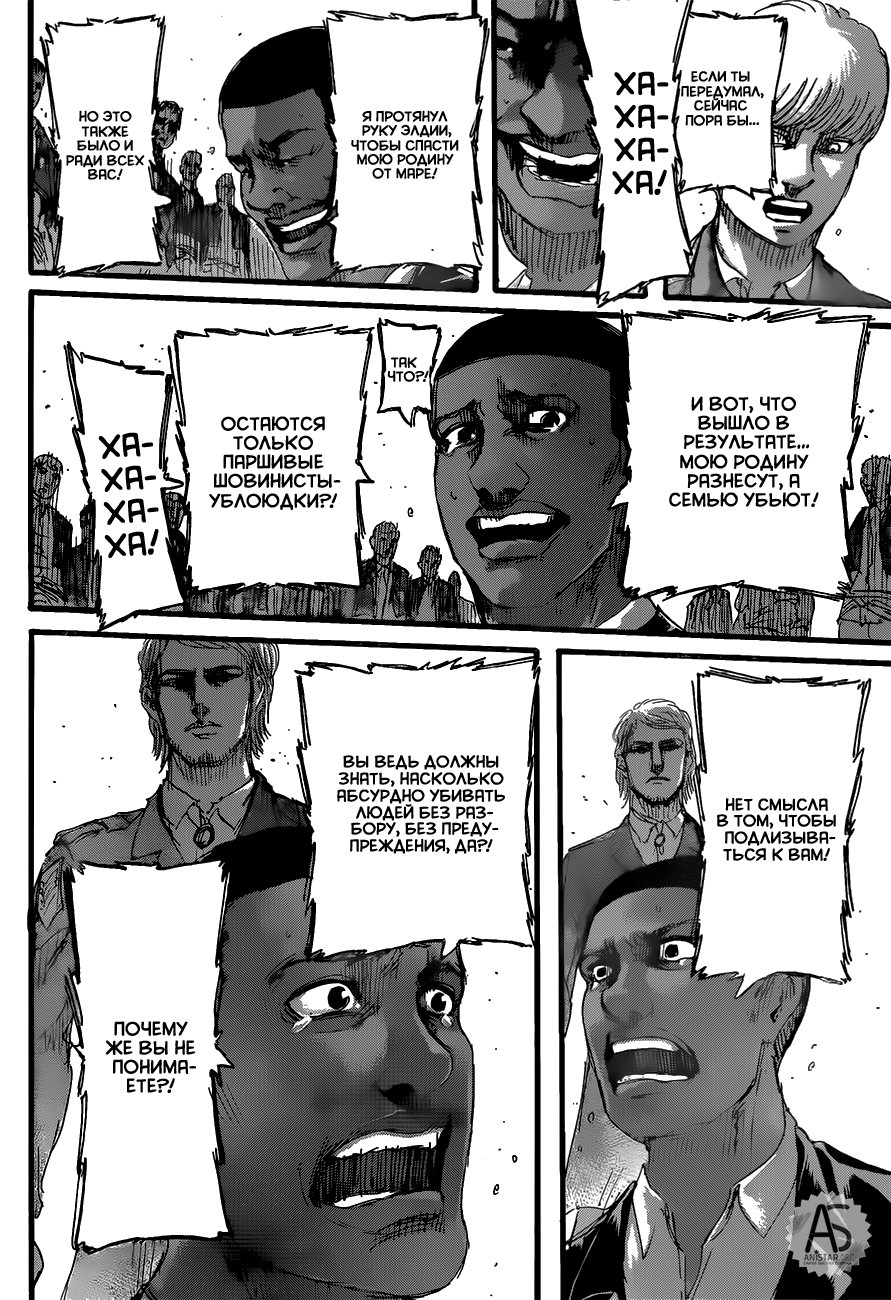 ЕСЛИ ТЫ
ПЕРЕДУМАЛ,
СЕЙЧАС
ПОРА БЫ...
ХА-
ХА-
ХА-
ХА!
Я ПРОТЯНУЛ
РУКУ ЭЛДИИ,
ЧТОБЫ СПАСТИ
МОЮ РОДИНУ
ОТ МАРЕ!
НО ЭТО
ТАКЖЕ
БЫЛО И
РАДИ ВСЕХ
ВАС!
И ВОТ, ЧТО
ВЫШЛО В
РЕЗУЛЬТАТЕ...
МОЮ РОДИНУ
РАЗНЕСУТ, А
СЕМЬЮ УБЬЮТ!
ТАК
ЧТО?!
ОСТАЮТСЯ
ТОЛЬКО
ПАРШИВЫЕ
ШОВИНИСТЫ-
УБЛОЮДКИ?!
ХА-
ХА-
ХА-
ХА!
НЕТ СМЫСЛА
В ТОМ, ЧТОБЫ
ПОДЛИЗЫВА-
ТЬСЯ К ВАМ!
ВЫ ВЕДЬ ДОЛЖНЫ
ЗНАТЬ, НАСКОЛЬКО
АБСУРДНО УБИВАТЬ
ЛЮДЕЙ БЕЗ РАЗ-
БОРУ, БЕЗ ПРЕДУ-
ПРЕЖДЕНИЯ, ДА?!
ПОЧЕМУ
ЖЕ ВЫ НЕ
ПОНИМА-
ЕТЕ?!
AS
ANISTAR.ORG